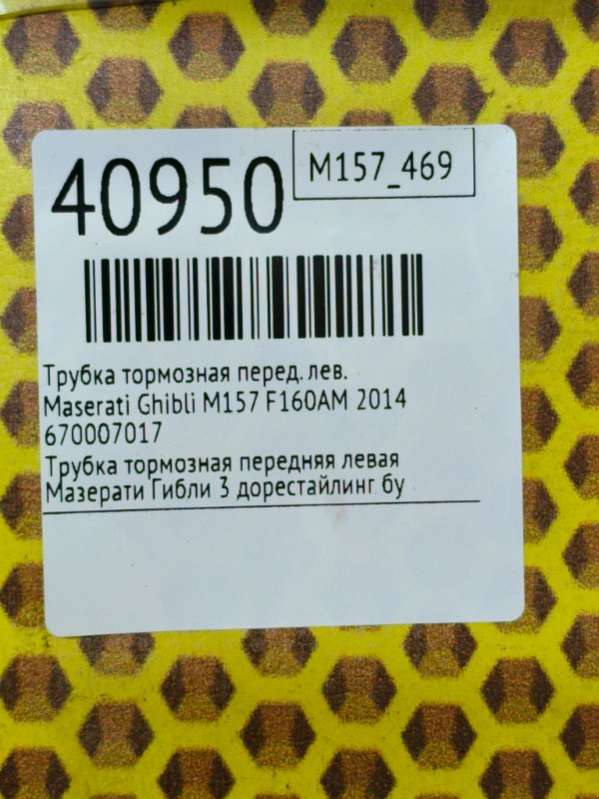 40950
M157_469
Трубка тормозная перед. лев.
Maserati Ghibli M157 F160AM 2014
670007017
Трубка тормозная передняя левая
Мазерати Гибли 3 дорестайлинг бу